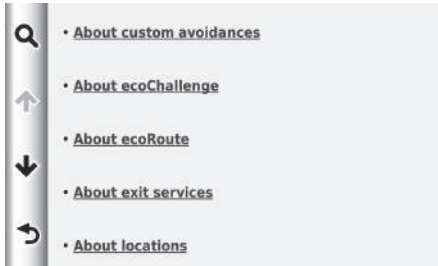 • About custom avoidances
• About ecoChallenge
• About ecoRoute
• About exit services
• About locations